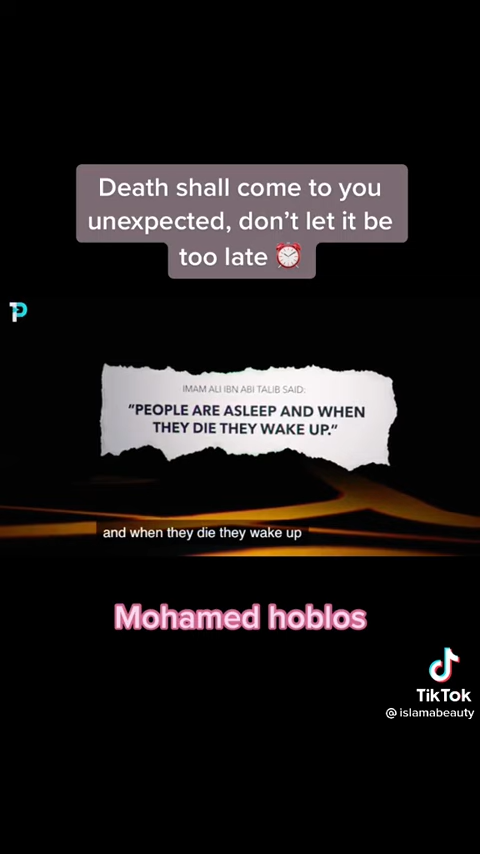 Death shall come to you
unexpected, don't let it be
too late ⏰
IMAM ALI IBN ABI TALIB SAID:
"PEOPLE ARE ASLEEP AND WHEN
THEY DIE THEY WAKE UP."
and when they die they wake up
Mohamed hoblos
TikTok
@islamabeauty